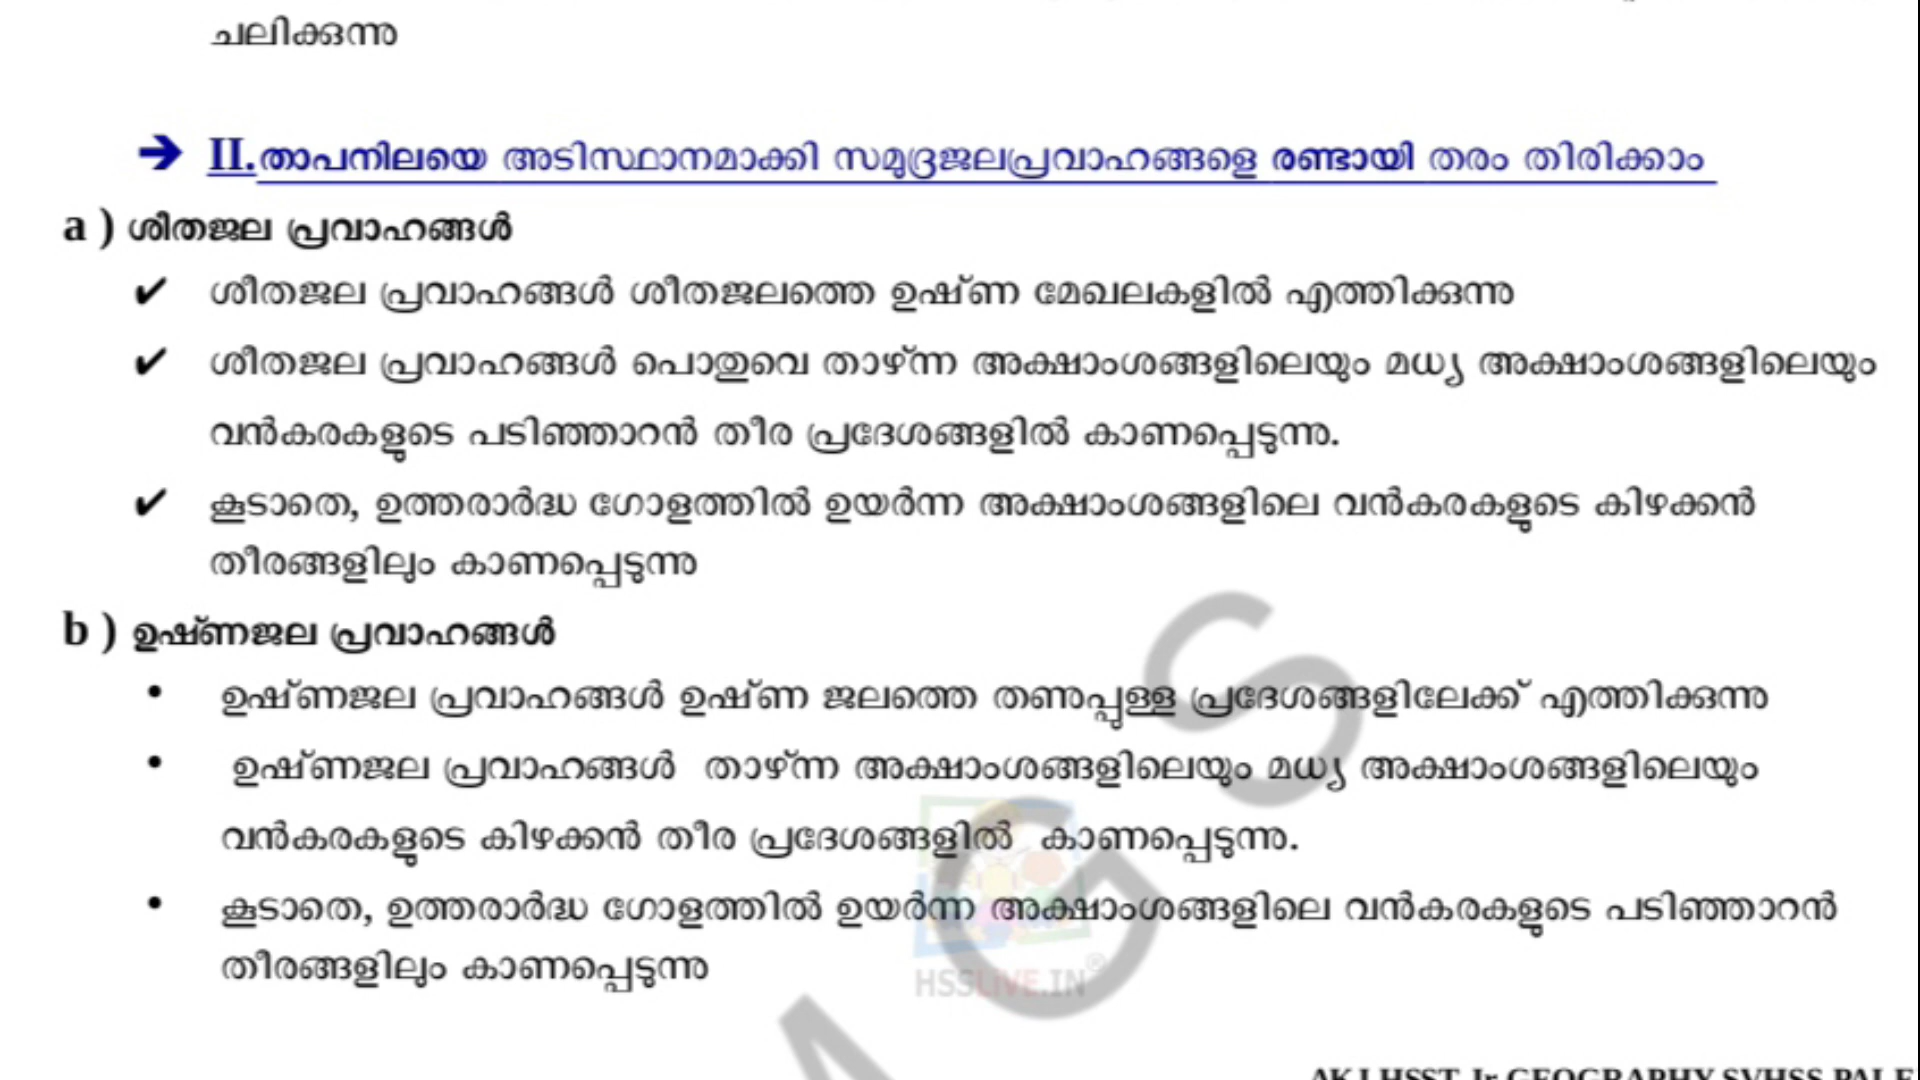 ചലിക്കുന്നു
➔ II.താപനിലയെ അടിസ്ഥാനമാക്കി സമുദ്രജലപ്രവാഹങ്ങളെ രണ്ടായി തരം തിരിക്കാം
a ) ശീതജല പ്രവാഹങ്ങൾ
✔ ശീതജല പ്രവാഹങ്ങൾ ശീതജലത്തെ ഉഷ്ണ മേഖലകളിൽ എത്തിക്കുന്നു
✔ ശീതജല പ്രവാഹങ്ങൾ പൊതുവെ താഴ്ന്ന അക്ഷാംശങ്ങളിലെയും മധ്യ അക്ഷാംശങ്ങളിലെയും
വൻകരകളുടെ പടിഞ്ഞാറൻ തീര പ്രദേശങ്ങളിൽ കാണപ്പെടുന്നു.
✔ കൂടാതെ, ഉത്തരാർദ്ധ ഗോളത്തിൽ ഉയർന്ന അക്ഷാംശങ്ങളിലെ വൻകരകളുടെ കിഴക്കൻ
തീരങ്ങളിലും കാണപ്പെടുന്നു
b ) ഉഷ്ണജല പ്രവാഹങ്ങൾ
• ഉഷ്ണജല പ്രവാഹങ്ങൾ ഉഷ്ണ ജലത്തെ തണുപ്പുള്ള പ്രദേശങ്ങളിലേക്ക് എത്തിക്കുന്നു
• ഉഷ്ണജല പ്രവാഹങ്ങൾ താഴ്ന്ന അക്ഷാംശങ്ങളിലെയും മധ്യ അക്ഷാംശങ്ങളിലെയും
വൻകരകളുടെ കിഴക്കൻ തീര പ്രദേശങ്ങളിൽ കാണപ്പെടുന്നു.
• കൂടാതെ, ഉത്തരാർദ്ധ ഗോളത്തിൽ ഉയർന്ന അക്ഷാംശങ്ങളിലെ വൻകരകളുടെ പടിഞ്ഞാറൻ
തീരങ്ങളിലും കാണപ്പെടുന്നു
HSSLIVE.IN®
G S
GEOGRAPHY SVHSS